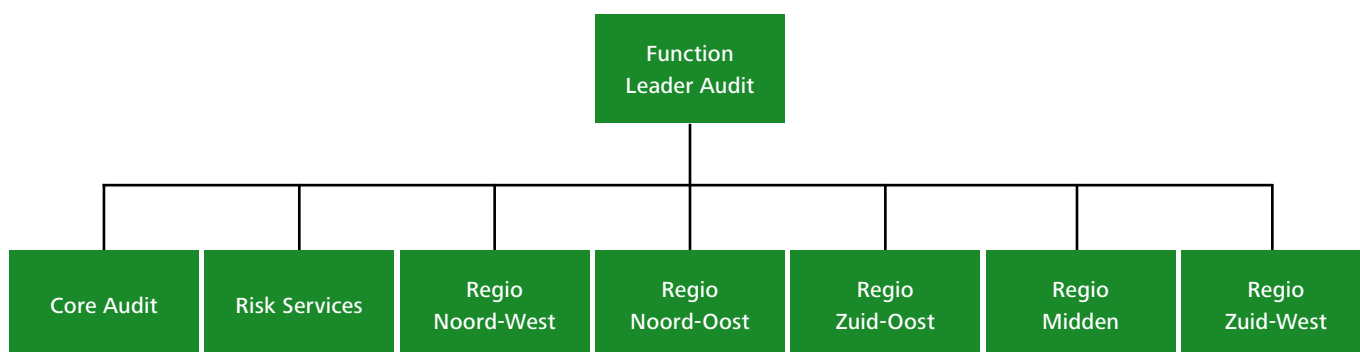 Function
Leader Audit
Core Audit
Risk Services
Regio
Noord-West
Regio
Noord-Oost
Regio
Zuid-Oost
Regio
Midden
Regio
Zuid-West